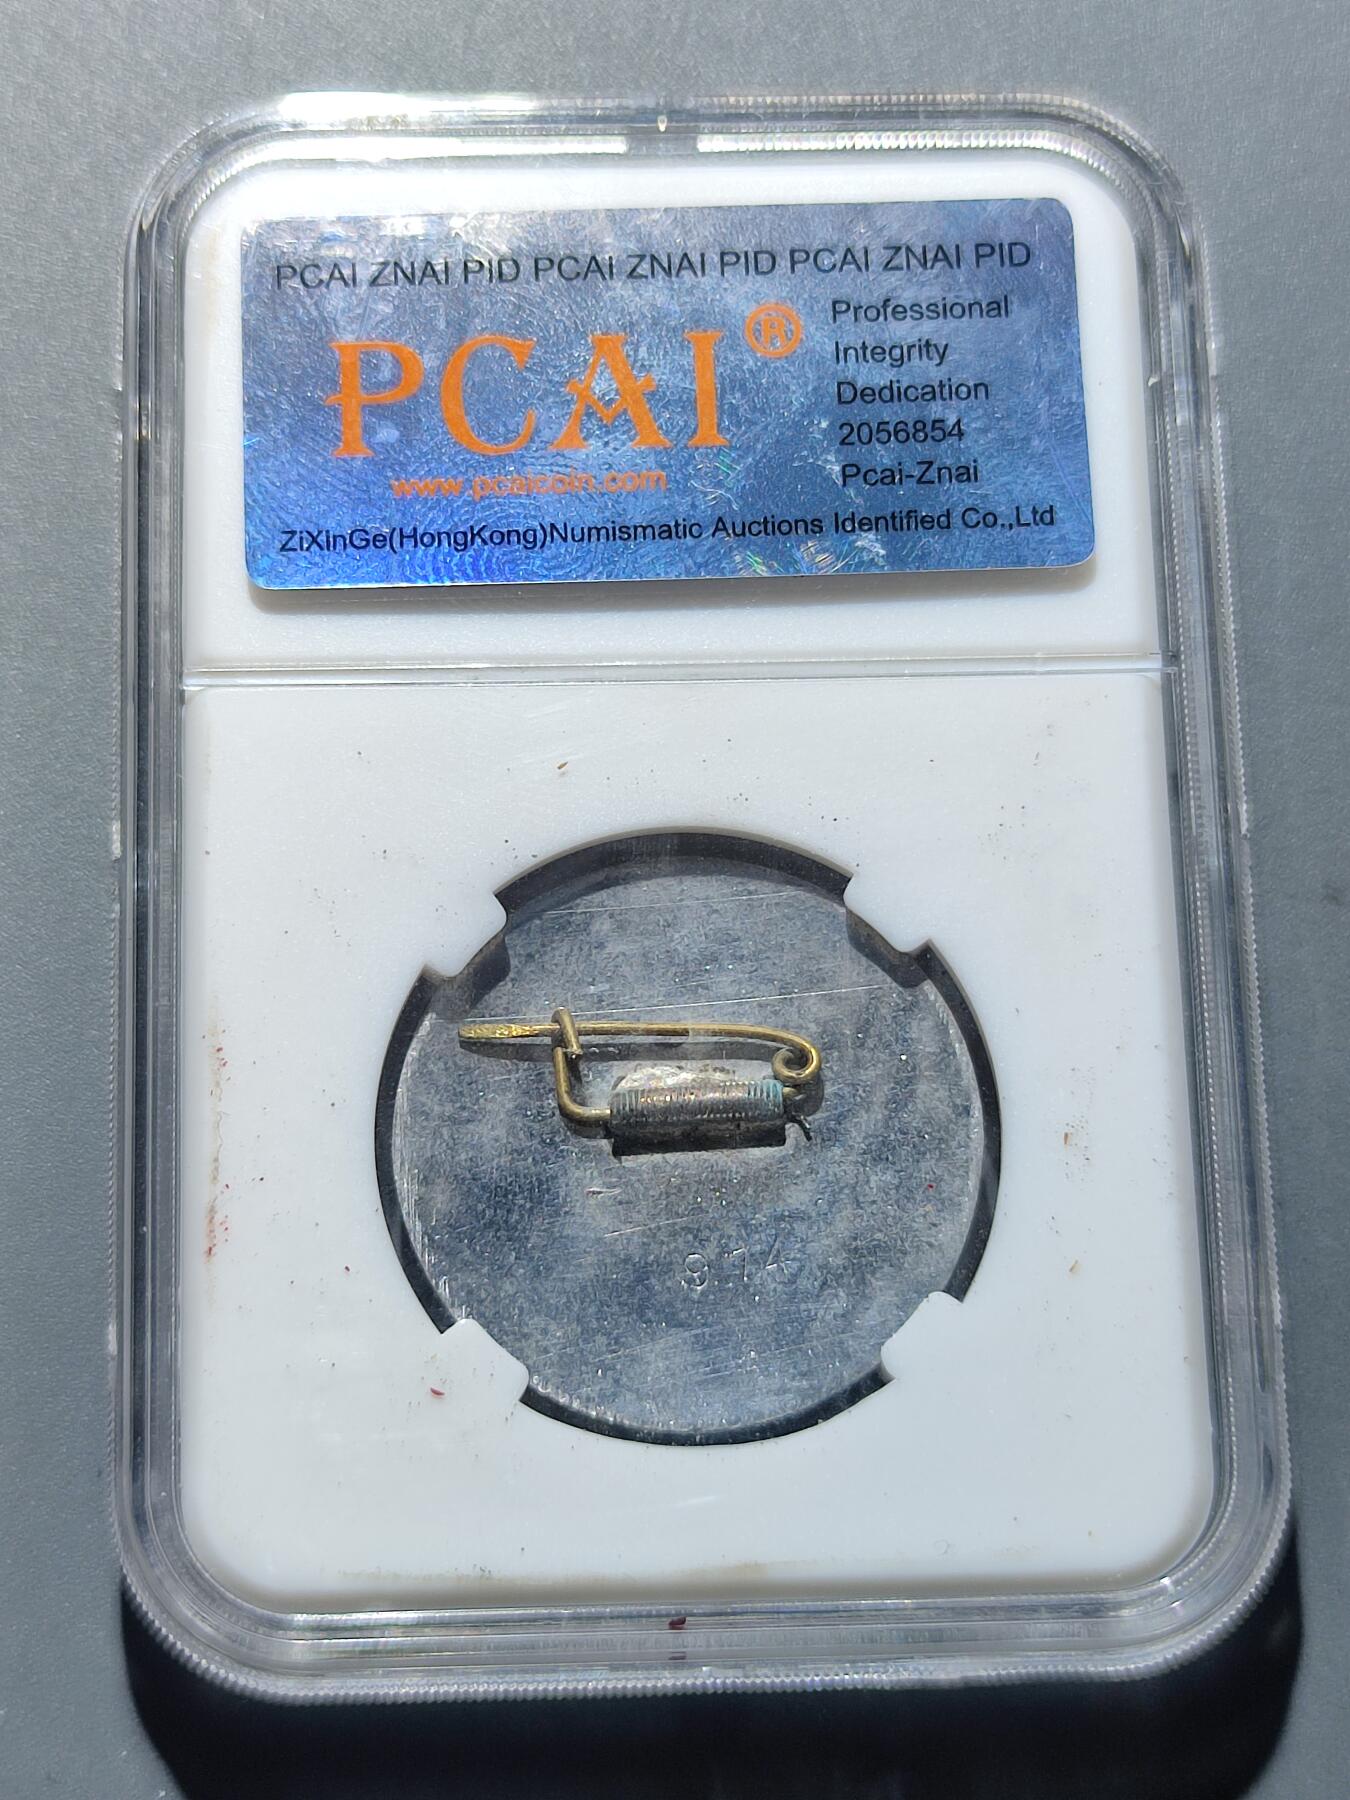 PCAI ZNAI PID PCAI ZNAI PID PCAI ZNAI PID
PCAI®
www.pcaicoin.com
Professional
Integrity
Dedication
2056854
Pcai-Znai
ZiXinGe(HongKong)Numismatic Auctions Identified Co.,Ltd
974